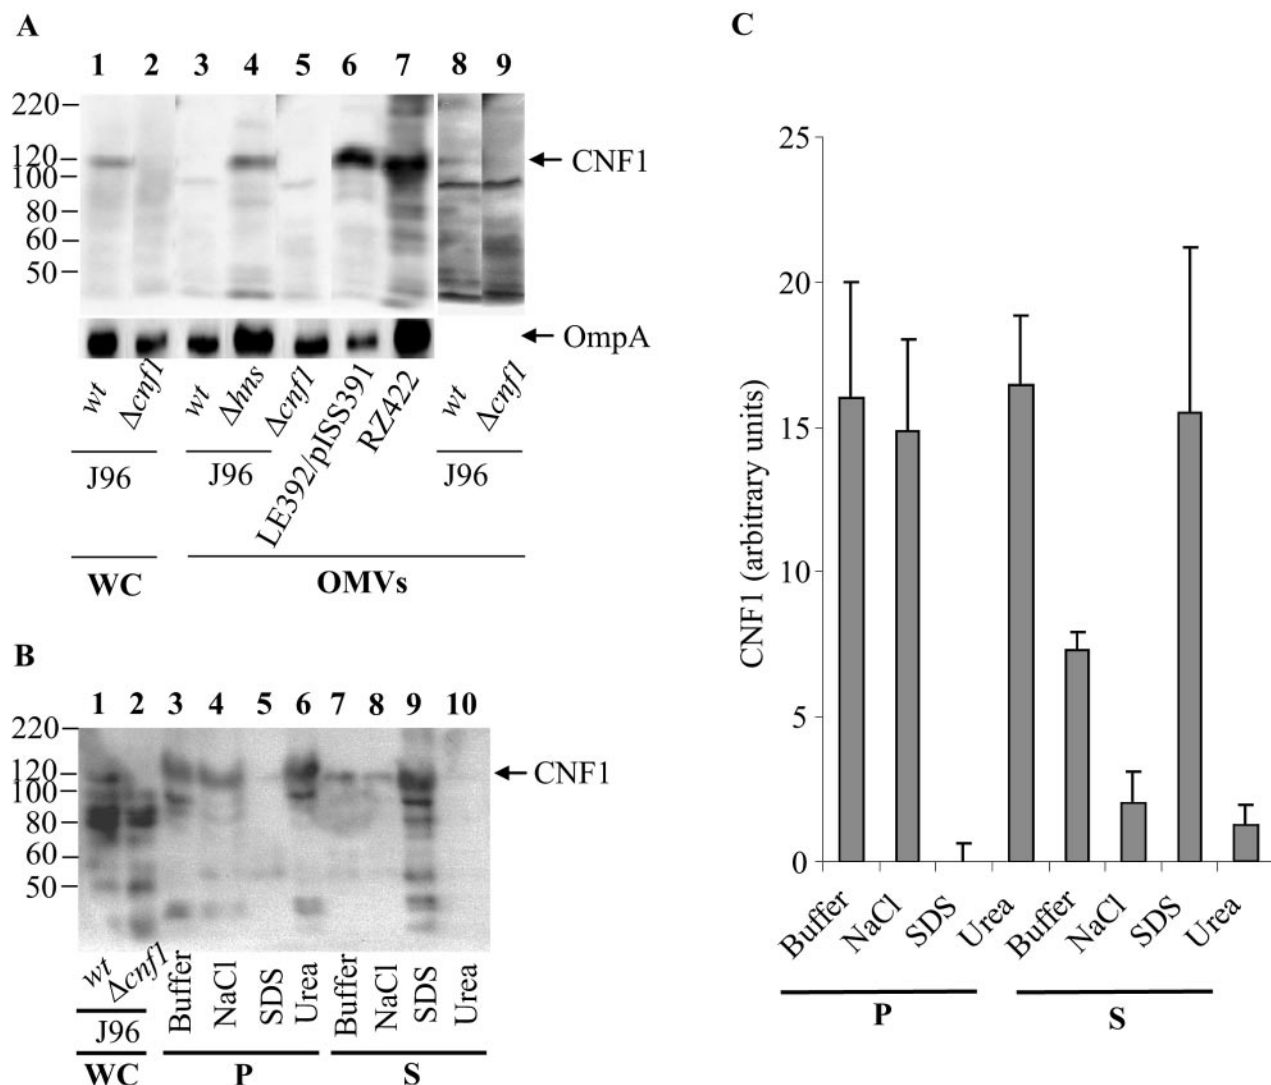 A
1 2 3 4 5 6 7 8 9
220
120
100
80
60
50
CNF1
OmpA
wt Δcnf1 wt Δhns Δcnf1 LE392/pISS391 RZ422 wt Δcnf1
J96 J96 J96
WC OMVs
B
1 2 3 4 5 6 7 8 9 10
220
120
100
80
60
50
CNF1
wt Δcnf1 Buffer NaCl SDS Urea Buffer NaCl SDS Urea
J96
WC P S
C
25
20
15
10
5
0
CNF1 (arbitrary units)
Buffer NaCl SDS Urea Buffer NaCl SDS Urea
P S